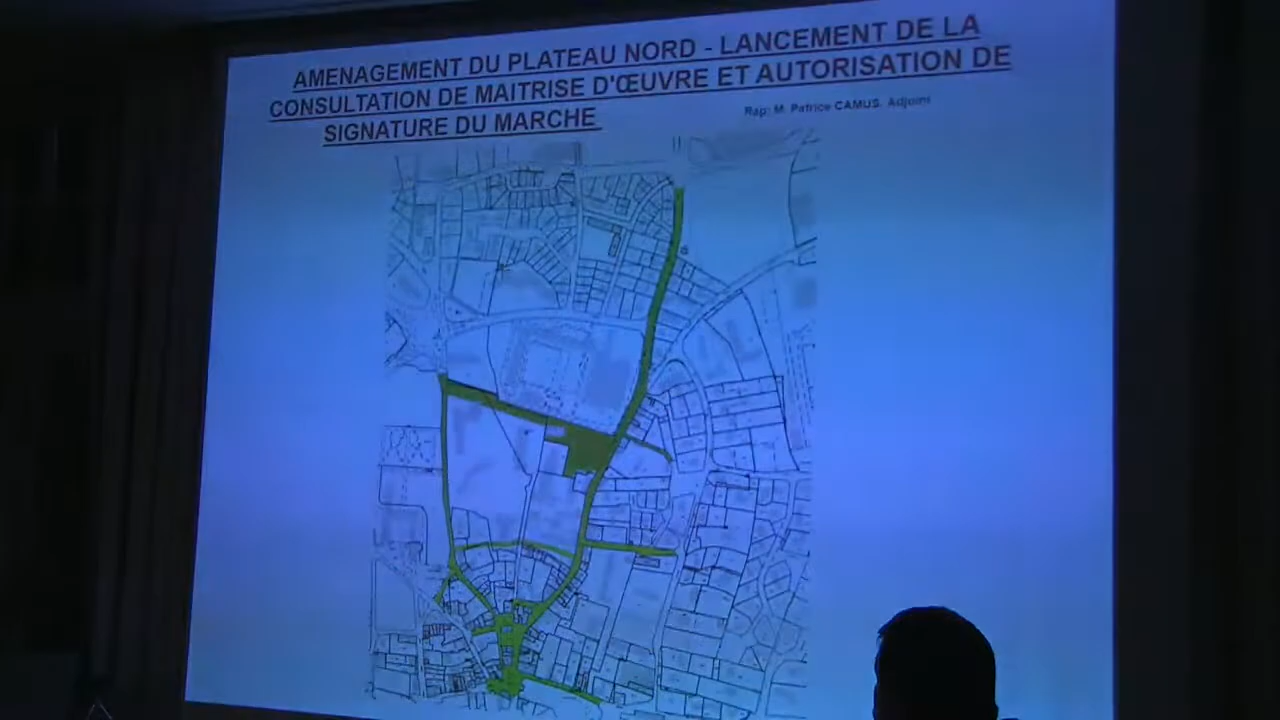 AMENAGEMENT DU PLATEAU NORD - LANCEMENT DE LA
CONSULTATION DE MAITRISE D'ŒUVRE ET AUTORISATION DE
SIGNATURE DU MARCHE
Rap: M. Patrice CAMUS. Adjoint